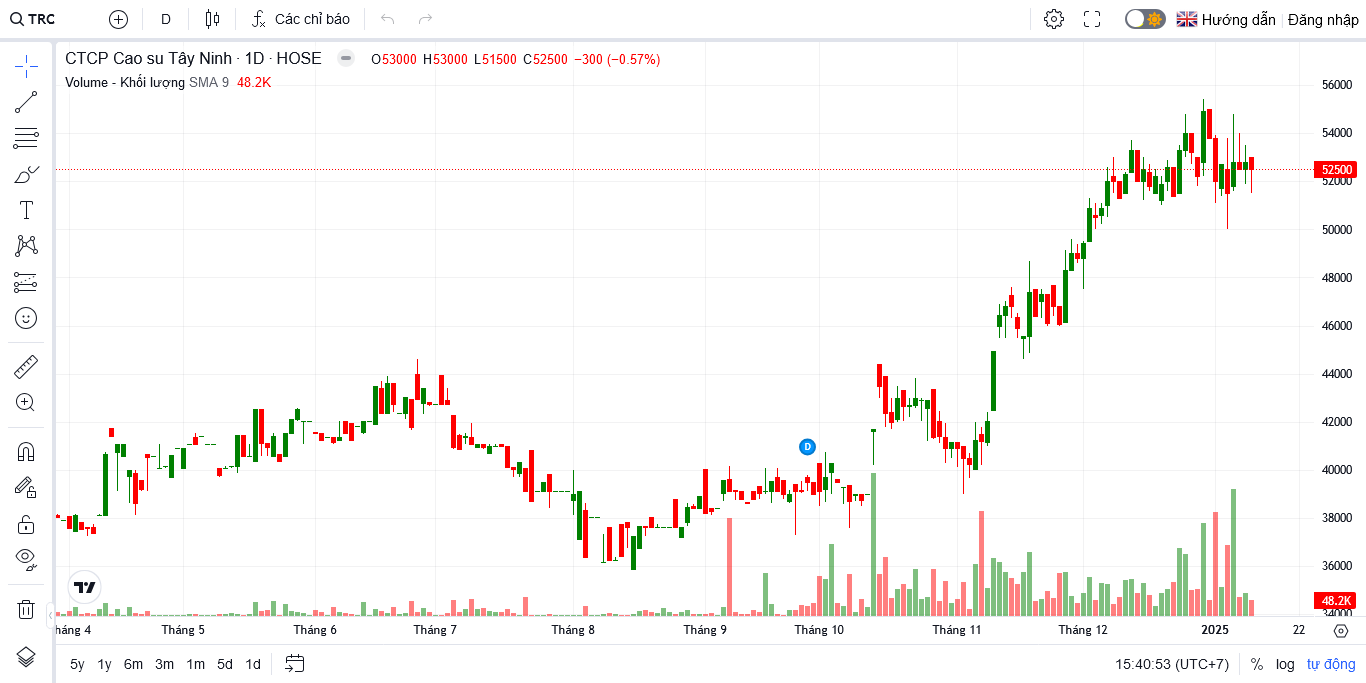 TRC D Các chỉ báo Hướng dẫn Đăng nhập
CTCP Cao su Tây Ninh · 1D · HOSE O53000 H53000 L51500 C52500 −300 (−0.57%)
Volume - Khối lượng SMA 9 48.2K
56000
54000
52500
52000
50000
48000
46000
44000
42000
40000
38000
36000
48.2K
34000
D
háng 4 Tháng 5 Tháng 6 Tháng 7 Tháng 8 Tháng 9 Tháng 10 Tháng 11 Tháng 12 2025 22
5y 1y 6m 3m 1m 5d 1d 15:40:53 (UTC+7) % log tự động